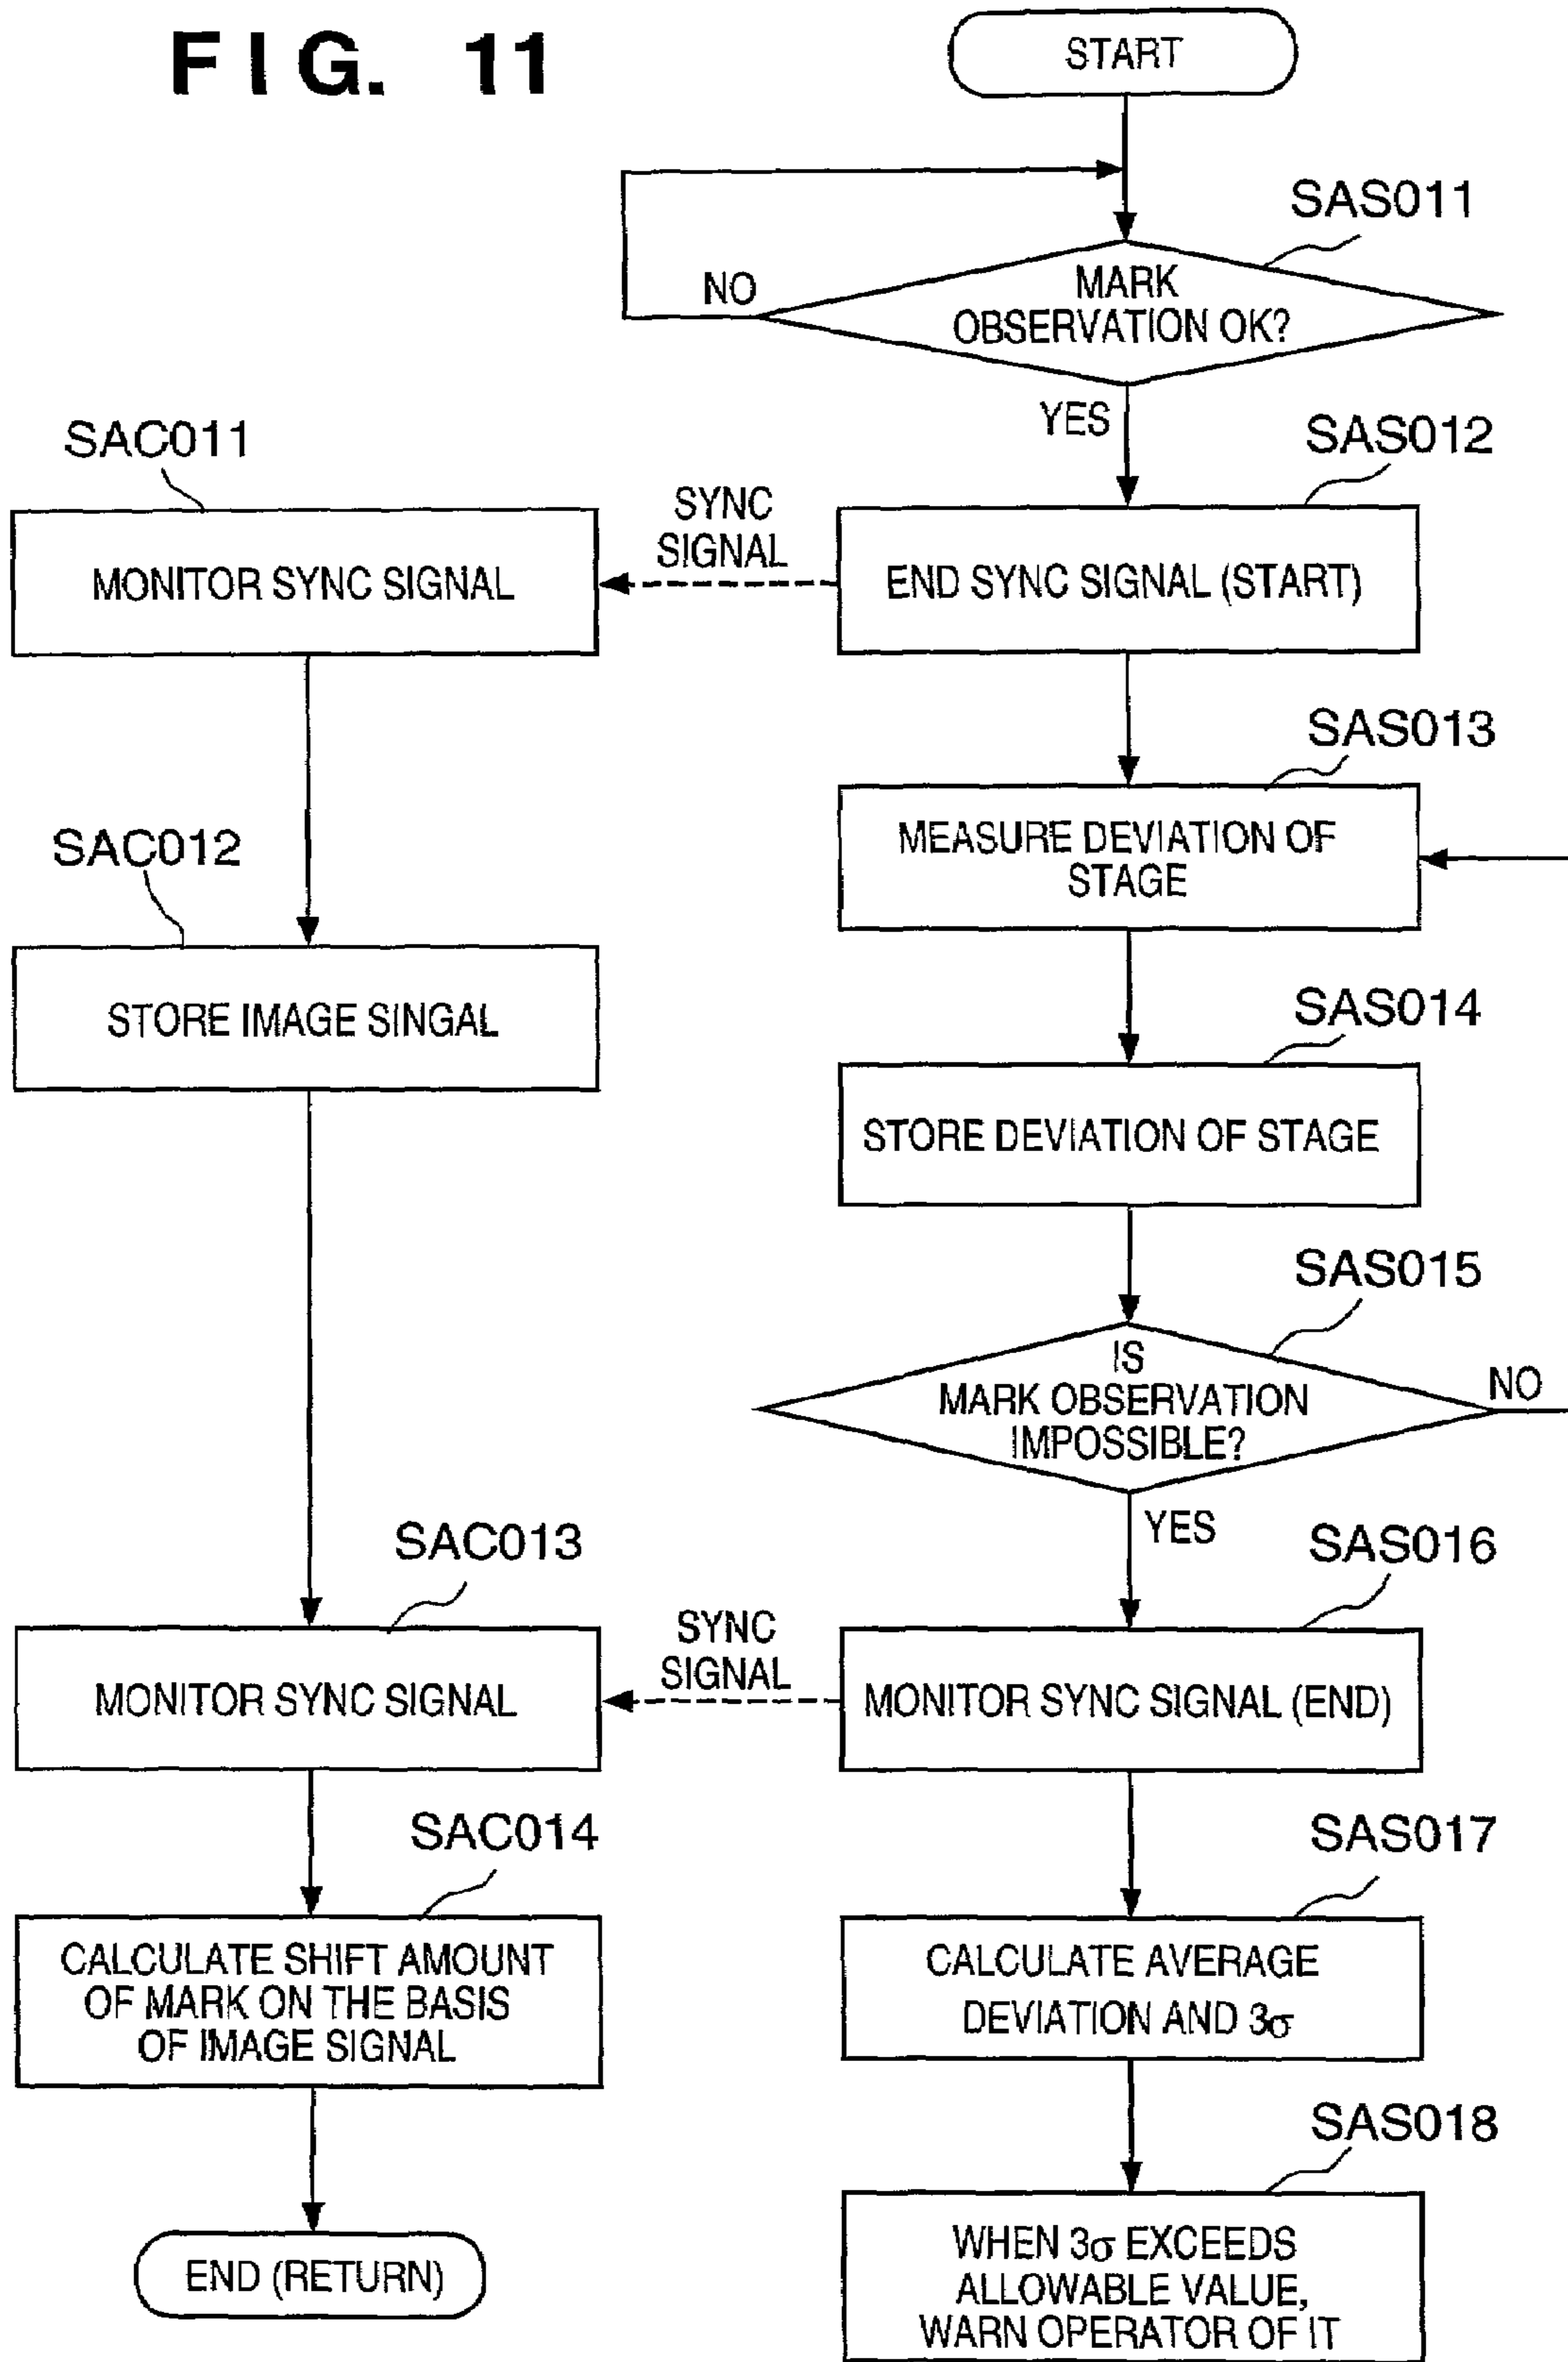 FIG. 11
START
SAS011
NO
MARK
OBSERVATION OK?
YES
SAS012
SAC011
SYNC
SIGNAL
MONITOR SYNC SIGNAL
END SYNC SIGNAL (START)
SAS013
MEASURE DEVIATION OF
STAGE
SAC012
STORE IMAGE SINGAL
SAS014
STORE DEVIATION OF STAGE
SAS015
IS
MARK OBSERVATION
IMPOSSIBLE?
NO
YES
SAC013
SAS016
SYNC
SIGNAL
MONITOR SYNC SIGNAL
MONITOR SYNC SIGNAL (END)
SAC014
SAS017
CALCULATE SHIFT AMOUNT
OF MARK ON THE BASIS
OF IMAGE SIGNAL
CALCULATE AVERAGE
DEVIATION AND 3σ
SAS018
END (RETURN)
WHEN 3σ EXCEEDS
ALLOWABLE VALUE,
WARN OPERATOR OF IT